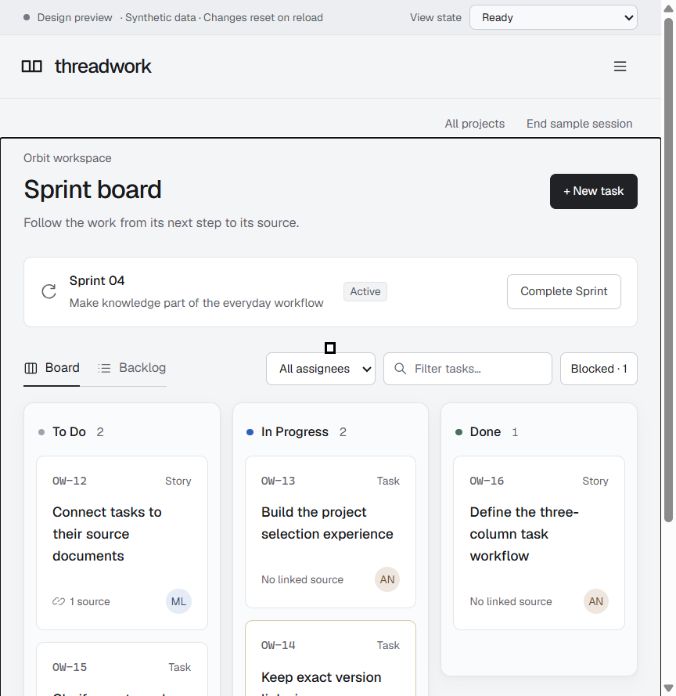 Design preview · Synthetic data · Changes reset on reload
View state Ready
threadwork
All projects End sample session
Orbit workspace
Sprint board
+ New task
Follow the work from its next step to its source.
Sprint 04
Make knowledge part of the everyday workflow
Active
Complete Sprint
Board Backlog All assignees Filter tasks… Blocked · 1
To Do 2
OW-12 Story
Connect tasks to
their source
documents
1 source ML
OW-15 Task
In Progress 2
OW-13 Task
Build the project
selection experience
No linked source AN
OW-14 Task
Keep exact version
Done 1
OW-16 Story
Define the three-
column task
workflow
No linked source AN